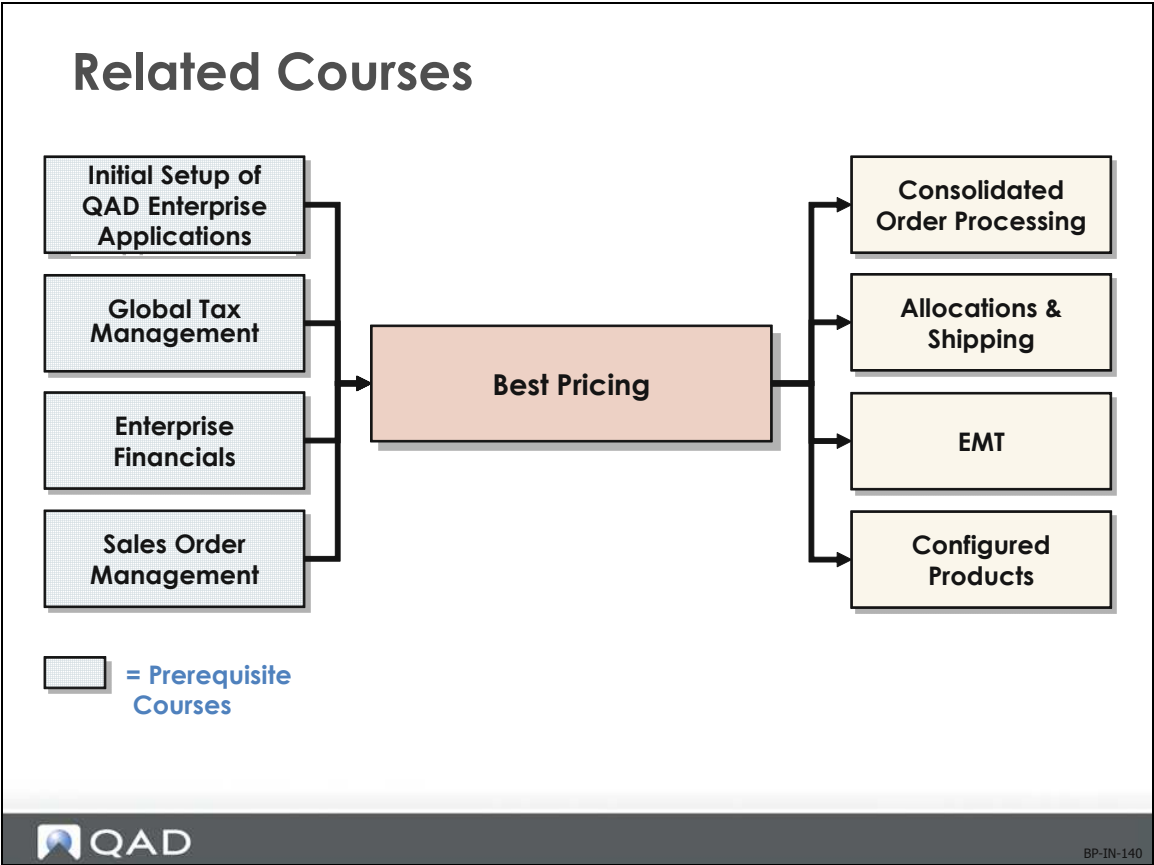 Related Courses
Initial Setup of
QAD Enterprise
Applications
Global Tax
Management
Enterprise
Financials
Sales Order
Management
Best Pricing
Consolidated
Order Processing
Allocations &
Shipping
EMT
Configured
Products
= Prerequisite
Courses
QAD
BP-IN-140